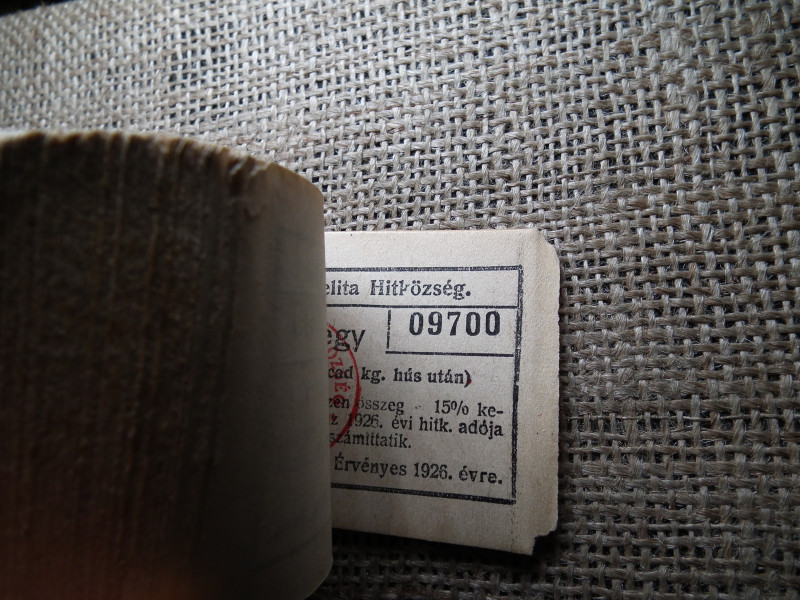 elita Hitközség.
egy 09700
cad kg. hús után)
zen összeg - 15% ke-
z 1926. évi hitk. adója
számittatik.
Érvényes 1926. évre.